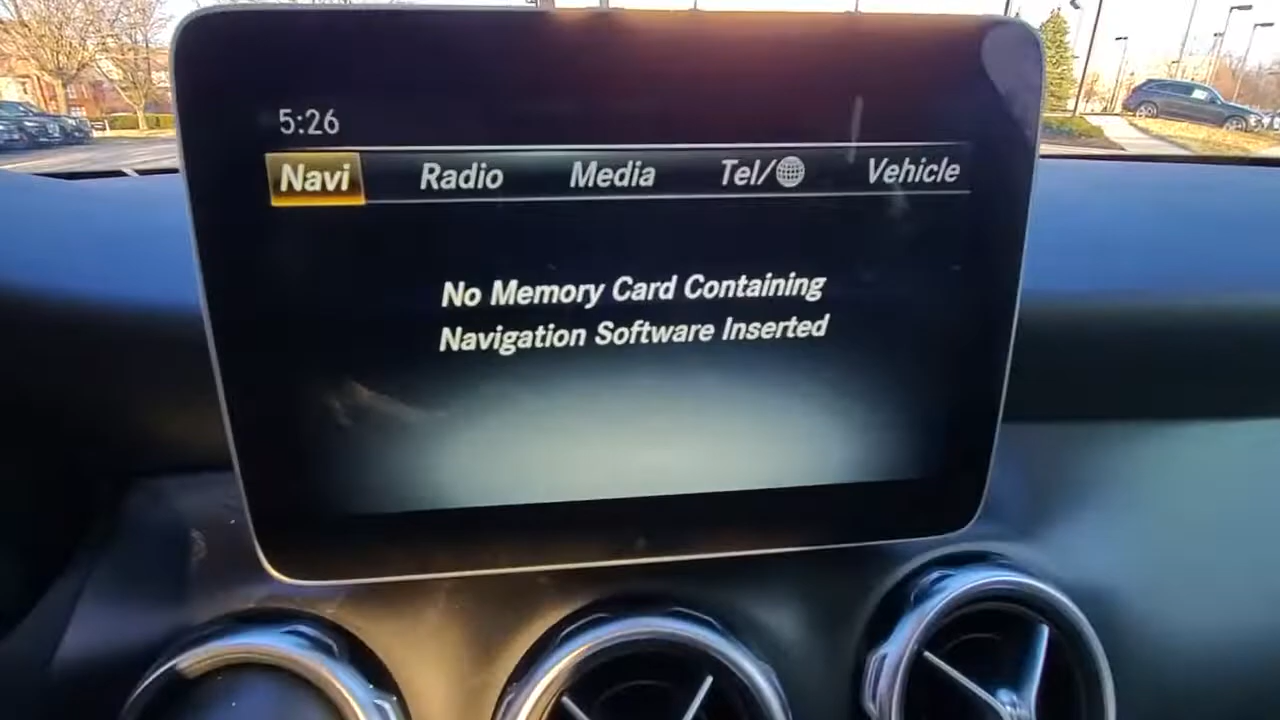 5:26
Navi Radio Media Tel/ Vehicle
No Memory Card Containing
Navigation Software Inserted